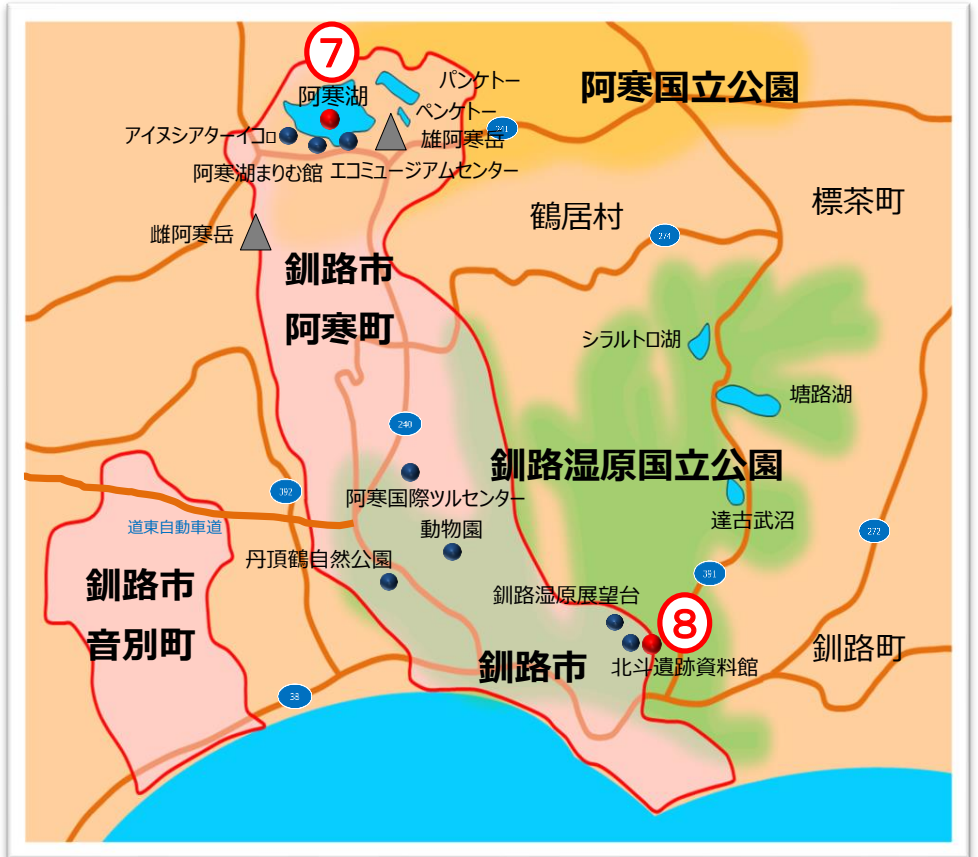 ⑦
パンケトー
阿寒国立公園
阿寒湖
ペンケトー
アイヌシアターイコロ
雄阿寒岳
241
阿寒湖まりむ館
エコミュージアムセンター
標茶町
鶴居村
雌阿寒岳
274
釧路市
阿寒町
シラルトロ湖
塘路湖
240
釧路湿原国立公園
392
阿寒国際ツルセンター
達古武沼
道東自動車道
動物園
272
丹頂鶴自然公園
391
釧路市
音別町
釧路湿原展望台
⑧
釧路町
釧路市
北斗遺跡資料館
38